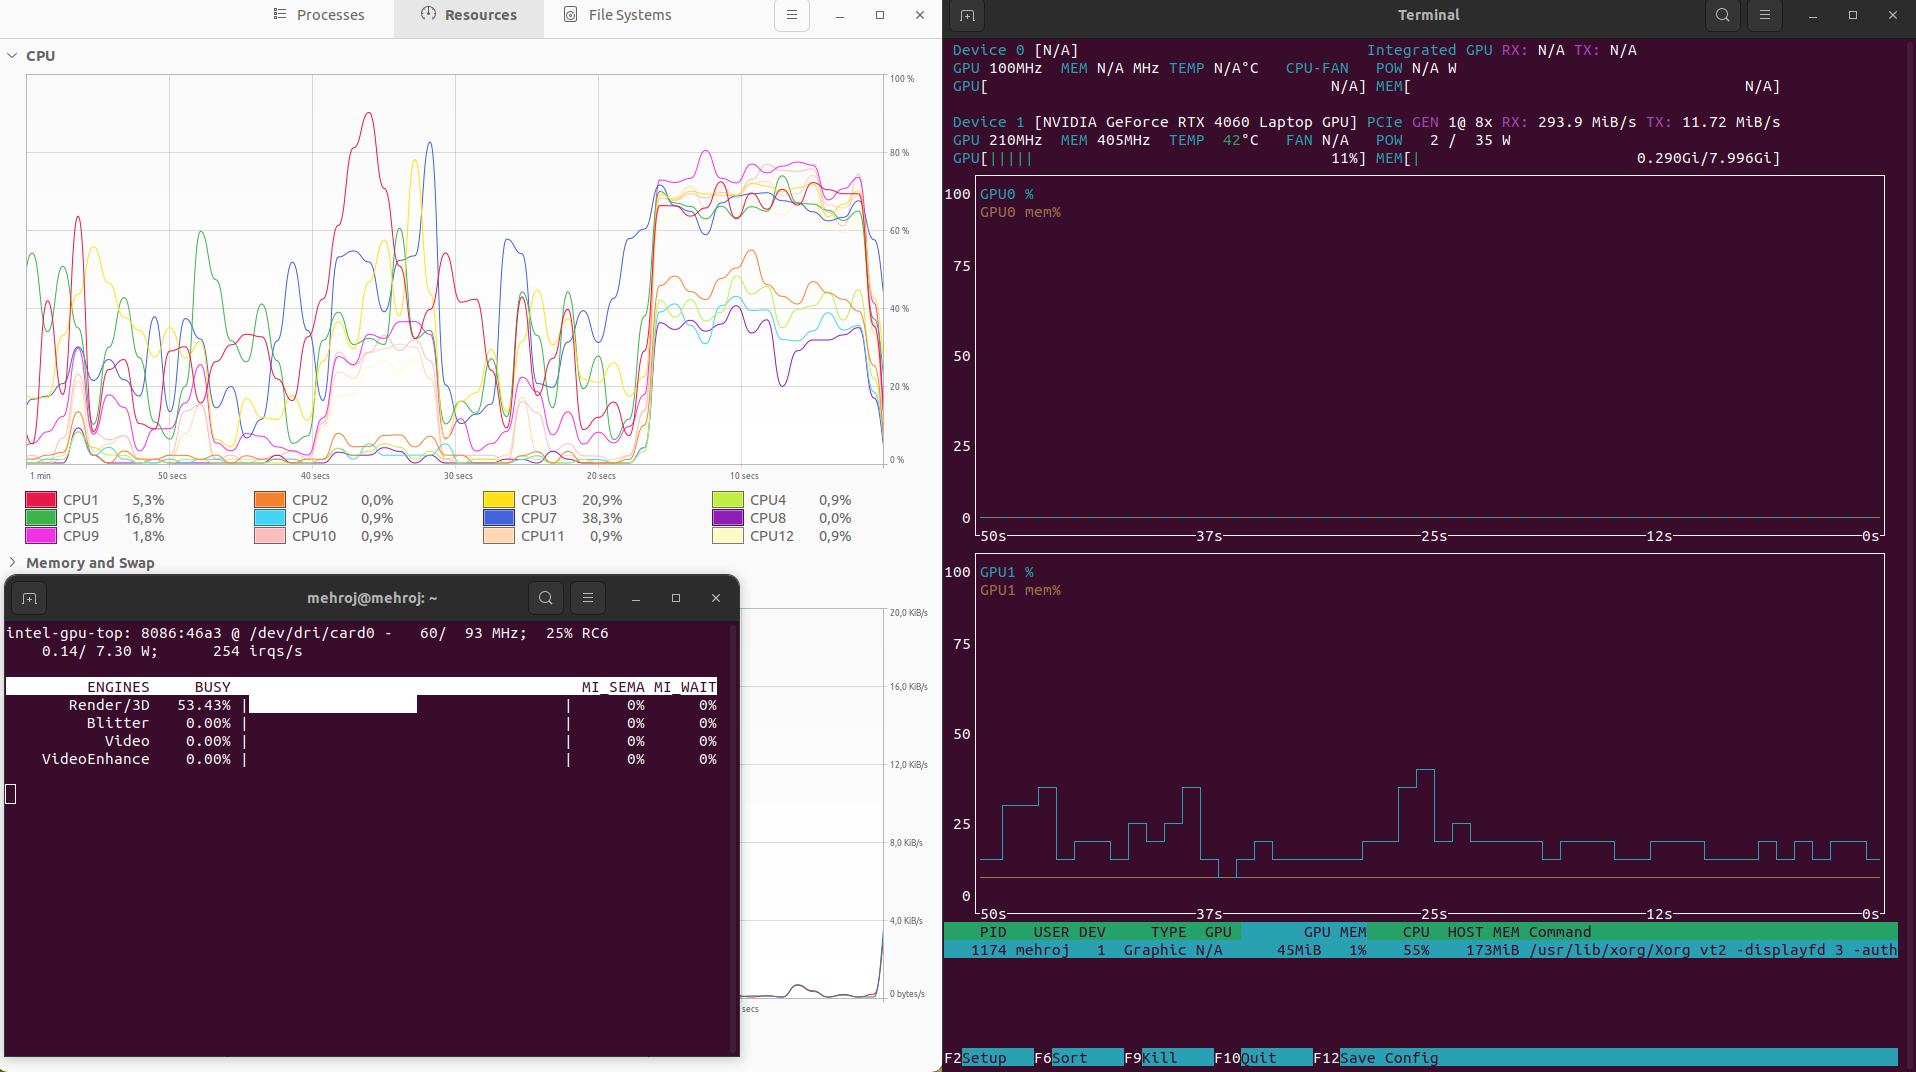 Processes
Resources
File Systems
CPU
100 %
80 %
60 %
40 %
20 %
0 %
1 min 50 secs 40 secs 30 secs 20 secs 10 secs
CPU1 5,3% CPU2 0,0% CPU3 20,9% CPU4 0,9%
CPU5 16,8% CPU6 0,9% CPU7 38,3% CPU8 0,0%
CPU9 1,8% CPU10 0,9% CPU11 0,9% CPU12 0,9%
Memory and Swap
20,0 KiB/s
16,0 KiB/s
12,0 KiB/s
8,0 KiB/s
4,0 KiB/s
0 bytes/s
secs
mehroj@mehroj: ~
intel-gpu-top: 8086:46a3 @ /dev/dri/card0 - 60/ 93 MHz; 25% RC6
0.14/ 7.30 W; 254 irqs/s
ENGINES BUSY MI_SEMA MI_WAIT
Render/3D 53.43% | | 0% 0%
Blitter 0.00% | | 0% 0%
Video 0.00% | | 0% 0%
VideoEnhance 0.00% | | 0% 0%
Terminal
Device 0 [N/A] Integrated GPU RX: N/A TX: N/A
GPU 100MHz MEM N/A MHz TEMP N/A°C CPU-FAN POW N/A W
GPU[ N/A] MEM[ N/A]
Device 1 [NVIDIA GeForce RTX 4060 Laptop GPU] PCIe GEN 1@ 8x RX: 293.9 MiB/s TX: 11.72 MiB/s
GPU 210MHz MEM 405MHz TEMP 42°C FAN N/A POW 2 / 35 W
GPU[||||| 11%] MEM[| 0.290Gi/7.996Gi]
100 GPU0 %
GPU0 mem%
75
50
25
0
50s 37s 25s 12s 0s
100 GPU1 %
GPU1 mem%
75
50
25
0
50s 37s 25s 12s 0s
PID USER DEV TYPE GPU GPU MEM CPU HOST MEM Command
1174 mehroj 1 Graphic N/A 45MiB 1% 55% 173MiB /usr/lib/xorg/Xorg vt2 -displayfd 3 -auth
F2Setup F6Sort F9Kill F10Quit F12Save Config